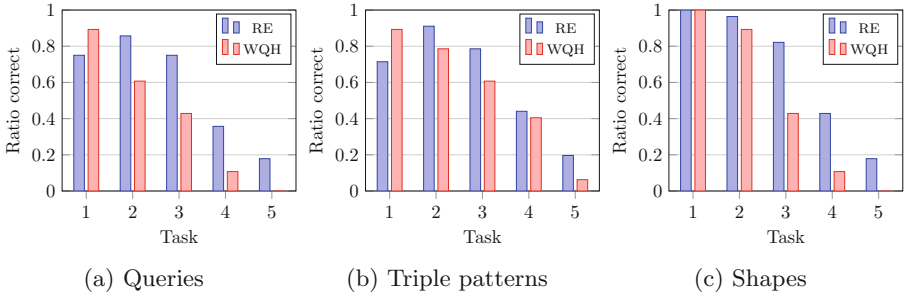 Ratio correct
1
0.8
0.6
0.4
0.2
0
1 2 3 4 5
Task
RE
WQH
(a) Queries
Ratio correct
1
0.8
0.6
0.4
0.2
0
1 2 3 4 5
Task
RE
WQH
(b) Triple patterns
Ratio correct
1
0.8
0.6
0.4
0.2
0
1 2 3 4 5
Task
RE
WQH
(c) Shapes